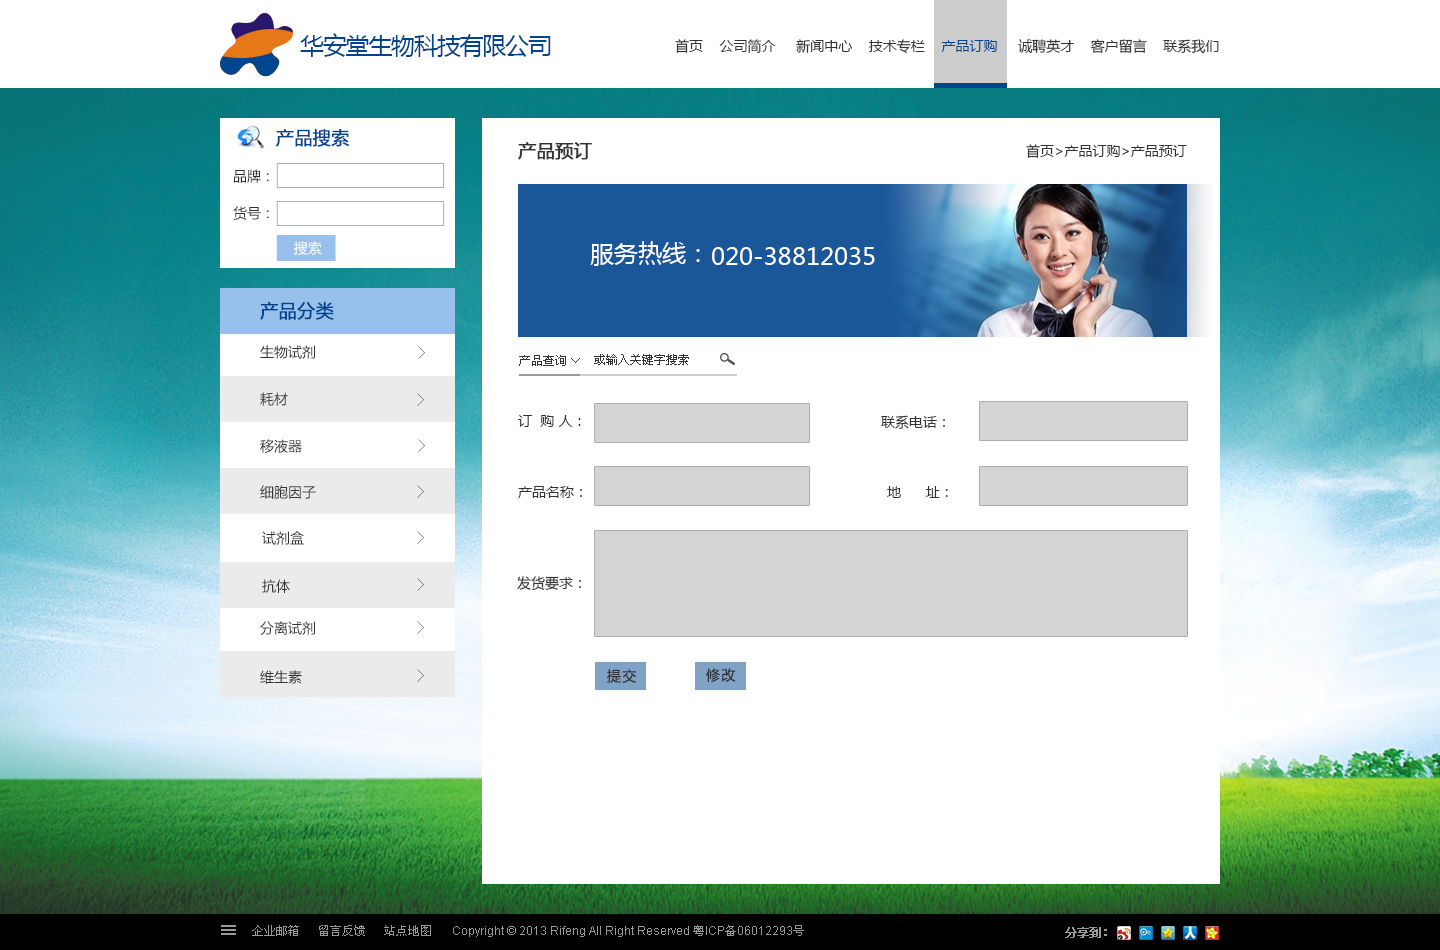 华安堂生物科技有限公司
首页 公司简介 新闻中心 技术专栏 产品订购 诚聘英才 客户留言 联系我们
产品搜索
品牌：
货号：
搜索
产品分类
生物试剂
耗材
移液器
细胞因子
试剂盒
抗体
分离试剂
维生素
产品预订
首页>产品订购>产品预订
服务热线：020-38812035
产品查询 或输入关键字搜索
订 购 人： 联系电话：
产品名称： 地 址：
发货要求：
提交 修改
企业邮箱 留言反馈 站点地图 Copyright © 2013 Rifeng All Right Reserved 粤ICP备06012293号
分享到：